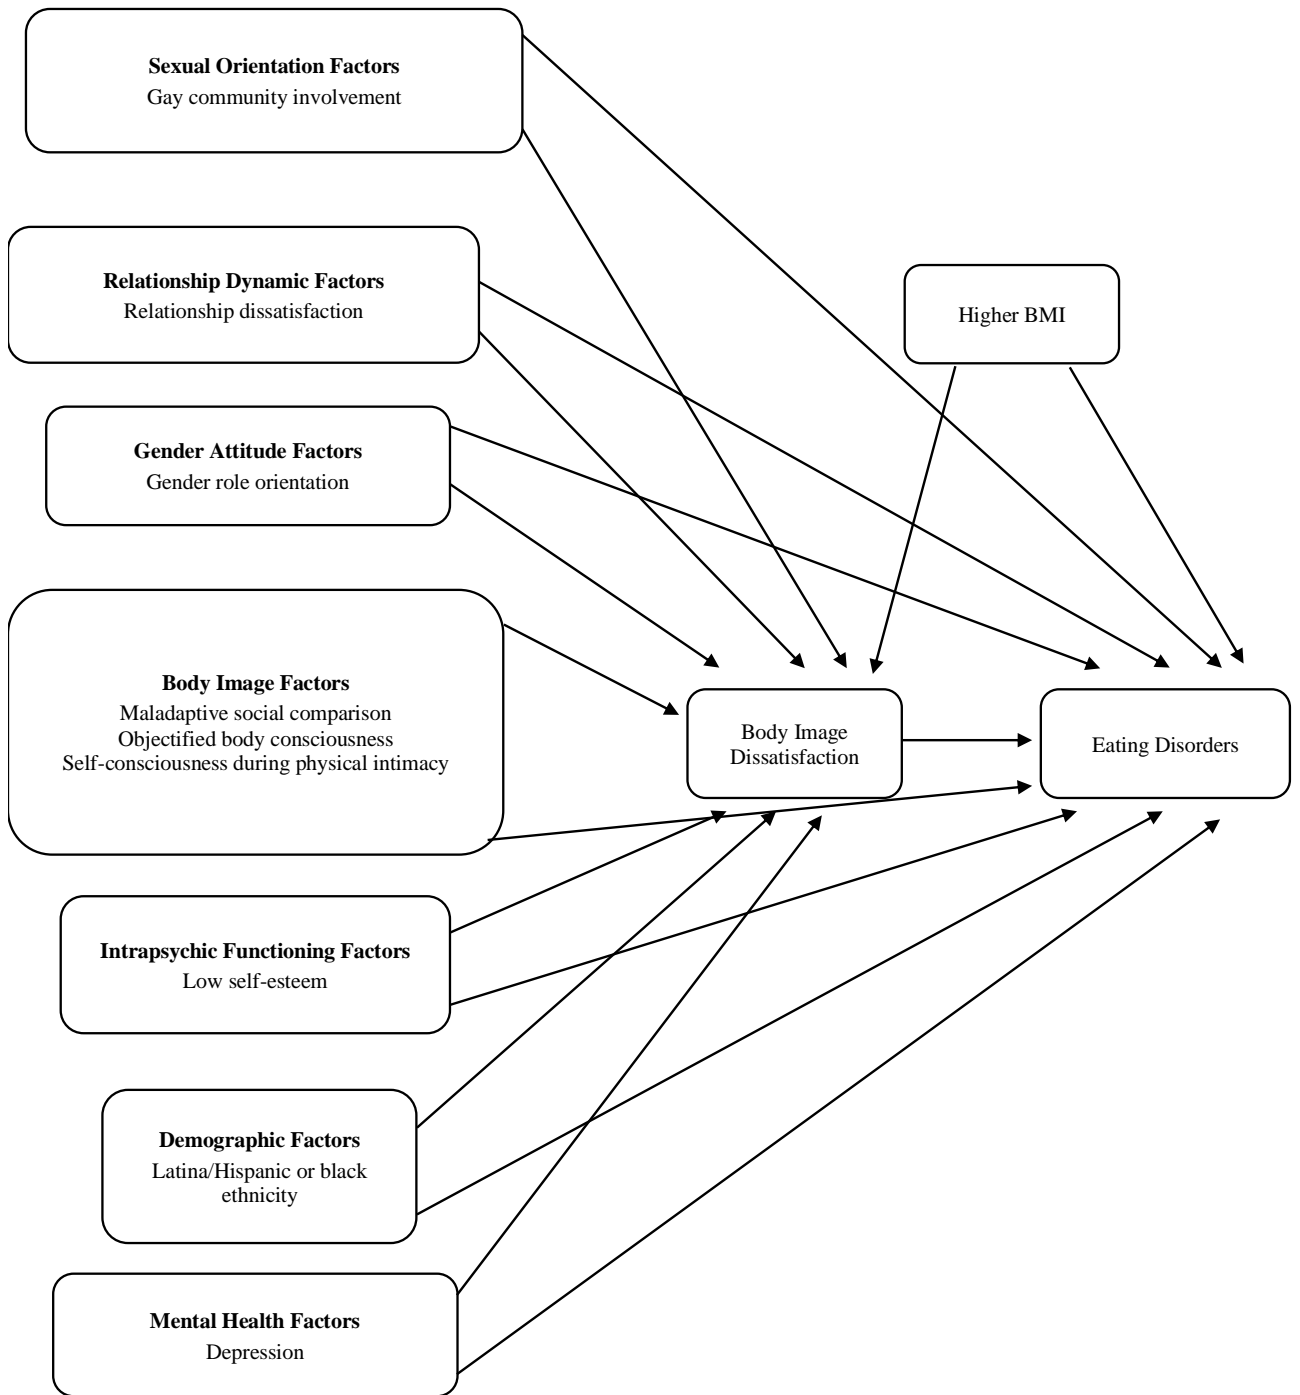 Sexual Orientation Factors
Gay community involvement
Relationship Dynamic Factors
Relationship dissatisfaction
Higher BMI
Gender Attitude Factors
Gender role orientation
Body Image Factors
Maladaptive social comparison
Objectified body consciousness
Self-consciousness during physical intimacy
Body Image
Dissatisfaction
Eating Disorders
Intrapsychic Functioning Factors
Low self-esteem
Demographic Factors
Latina/Hispanic or black
ethnicity
Mental Health Factors
Depression